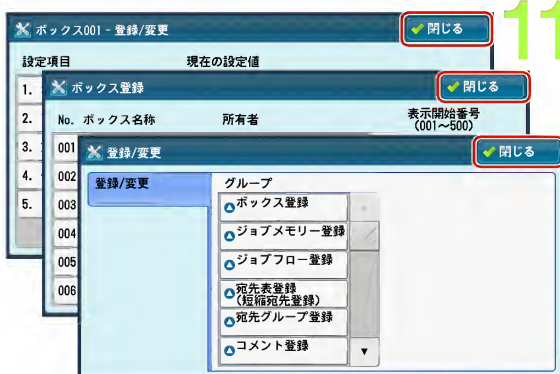 11
ボックス001 - 登録/変更
閉じる
設定項目
現在の設定値
1.
2.
3.
4.
5.
ボックス登録
閉じる
No. ボックス名称
所有者
表示開始番号
(001～500)
001
002
003
004
005
006
登録/変更
閉じる
登録/変更
グループ
ボックス登録
ジョブメモリー登録
ジョブフロー登録
宛先表登録
(短縮宛先登録)
宛先グループ登録
コメント登録